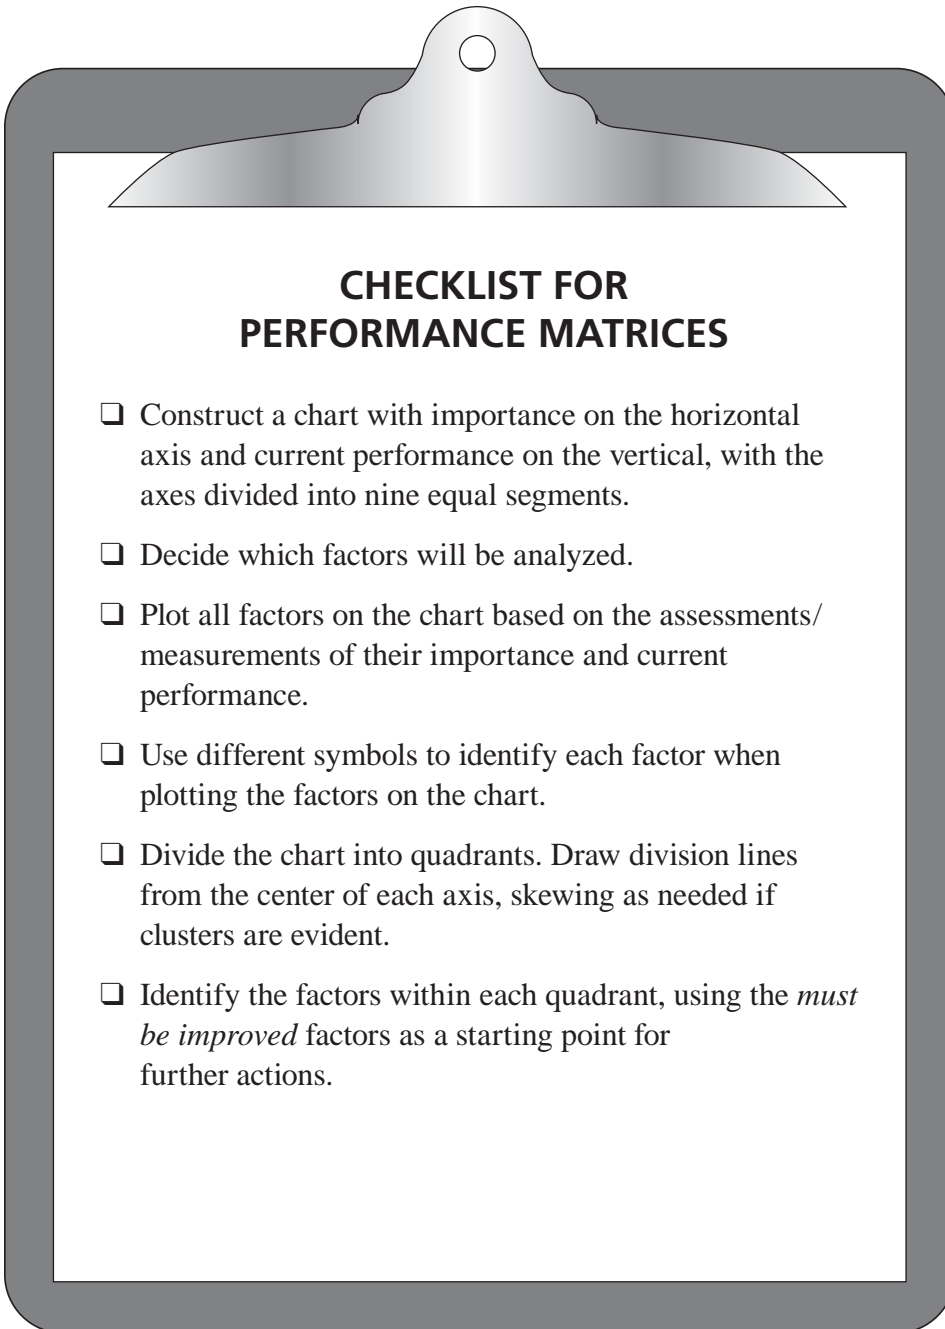 CHECKLIST FOR
PERFORMANCE MATRICES
❑ Construct a chart with importance on the horizontal
axis and current performance on the vertical, with the
axes divided into nine equal segments.
❑ Decide which factors will be analyzed.
❑ Plot all factors on the chart based on the assessments/
measurements of their importance and current
performance.
❑ Use different symbols to identify each factor when
plotting the factors on the chart.
❑ Divide the chart into quadrants. Draw division lines
from the center of each axis, skewing as needed if
clusters are evident.
❑ Identify the factors within each quadrant, using the must
be improved factors as a starting point for
further actions.